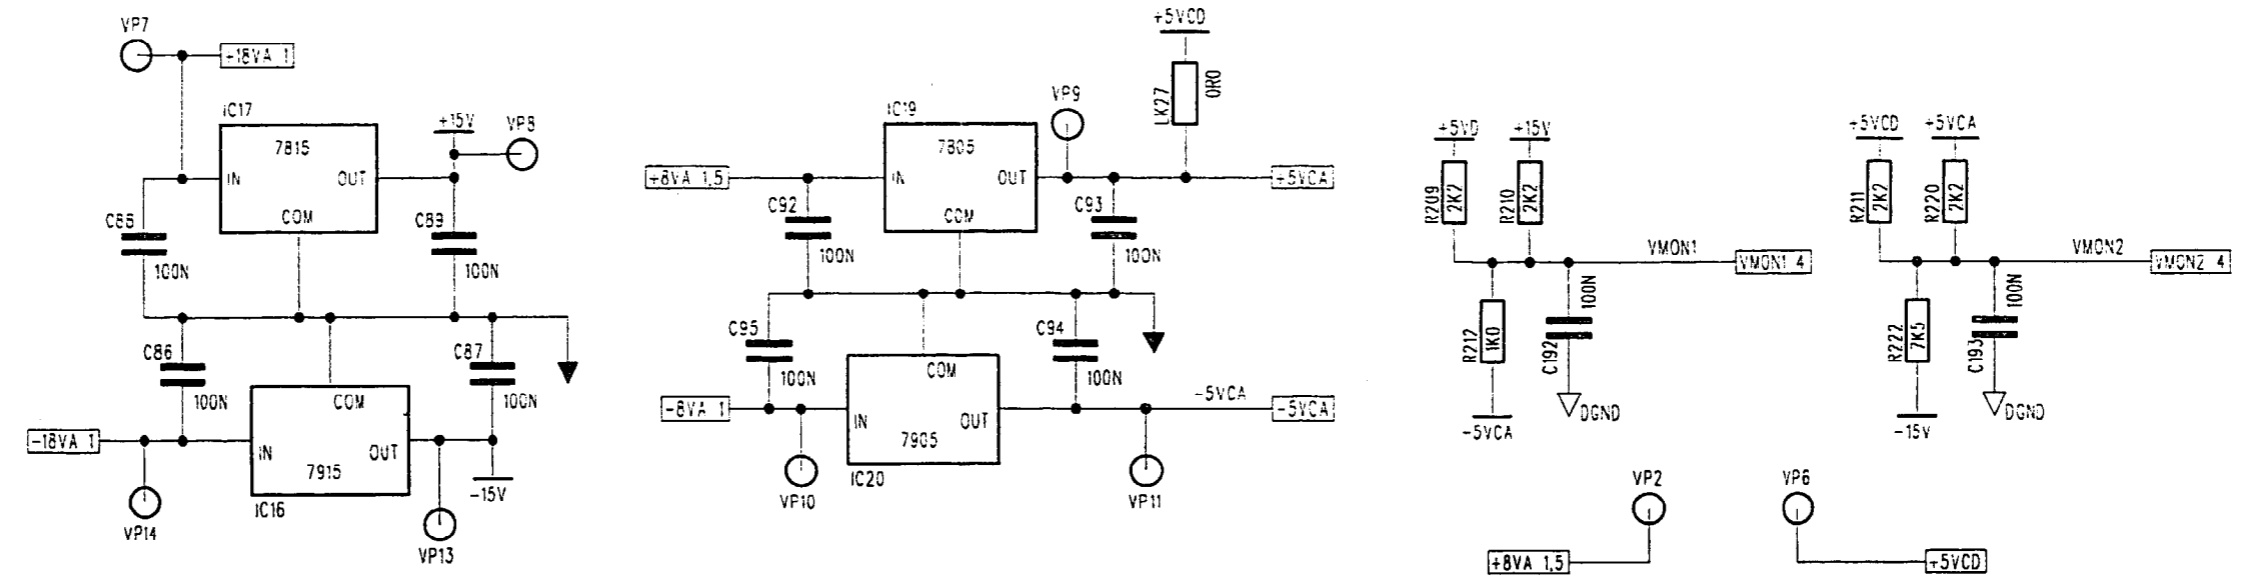 VP7
+18VA 1
IC17
7815
IN
OUT
COM
+15V
VP8
C85
100N
C89
100N
C86
100N
C87
100N
-18VA 1
COM
IN
OUT
7915
IC16
-15V
VP14
VP13
+5VCD
LK27
0R0
VP9
IC19
7805
IN
OUT
COM
+8VA 1,5
+5VCA
C92
100N
C93
100N
C95
100N
C94
100N
-8VA 1
COM
IN
OUT
7905
IC20
-5VCA
-5VCA
VP10
VP11
+5VD
+15V
R209
2K2
R210
2K2
VMON1
VMON1 4
R212
1K0
C192
100N
-5VCA
DGND
+5VCD
+5VCA
R211
2K2
R220
2K2
VMON2
VMON2 4
R222
7K5
C193
100N
-15V
DGND
VP2
+8VA 1,5
VP6
+5VCD